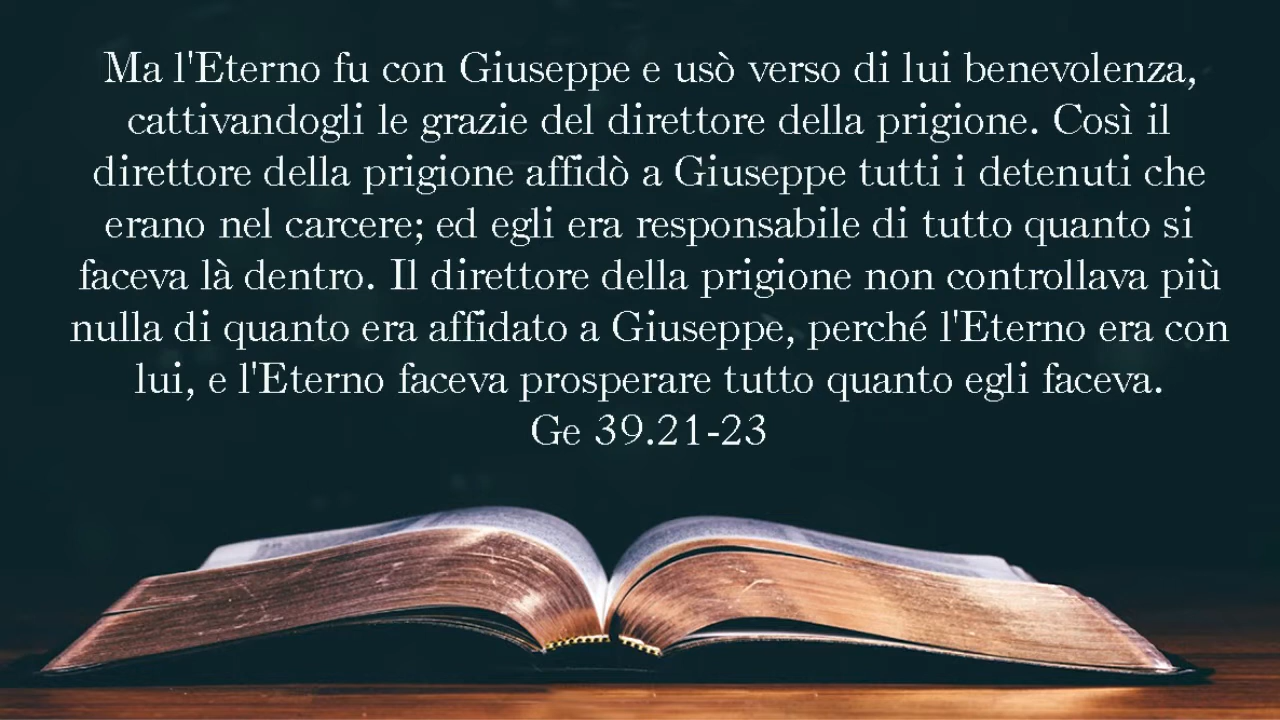 Ma l'Eterno fu con Giuseppe e usò verso di lui benevolenza,
cattivandogli le grazie del direttore della prigione. Così il
direttore della prigione affidò a Giuseppe tutti i detenuti che
erano nel carcere; ed egli era responsabile di tutto quanto si
faceva là dentro. Il direttore della prigione non controllava più
nulla di quanto era affidato a Giuseppe, perché l'Eterno era con
lui, e l'Eterno faceva prosperare tutto quanto egli faceva.
Ge 39.21-23